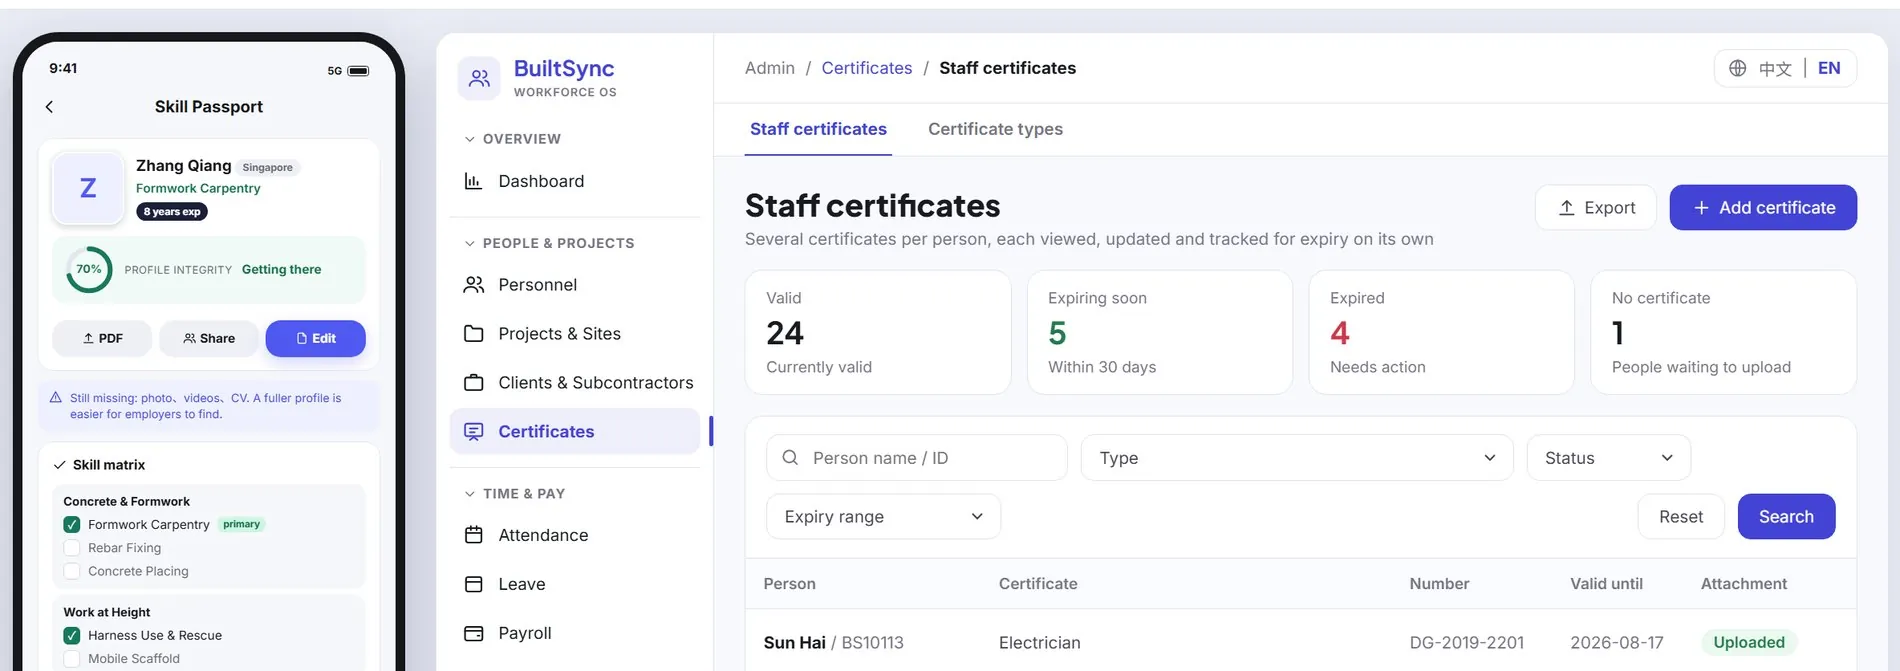 9:41
5G
Skill Passport
Z
Zhang Qiang Singapore
Formwork Carpentry
8 years exp
70% PROFILE INTEGRITY Getting there
PDF Share Edit
Still missing: photo、videos、CV. A fuller profile is
easier for employers to find.
Skill matrix
Concrete & Formwork
Formwork Carpentry primary
Rebar Fixing
Concrete Placing
Work at Height
Harness Use & Rescue
Mobile Scaffold
BuiltSync
WORKFORCE OS
OVERVIEW
Dashboard
PEOPLE & PROJECTS
Personnel
Projects & Sites
Clients & Subcontractors
Certificates
TIME & PAY
Attendance
Leave
Payroll
Admin / Certificates / Staff certificates
中文 | EN
Staff certificates Certificate types
Staff certificates
Several certificates per person, each viewed, updated and tracked for expiry on its own
Export + Add certificate
Valid
24
Currently valid
Expiring soon
5
Within 30 days
Expired
4
Needs action
No certificate
1
People waiting to upload
Person name / ID Type Status
Expiry range Reset Search
Person Certificate Number Valid until Attachment
Sun Hai / BS10113 Electrician DG-2019-2201 2026-08-17 Uploaded